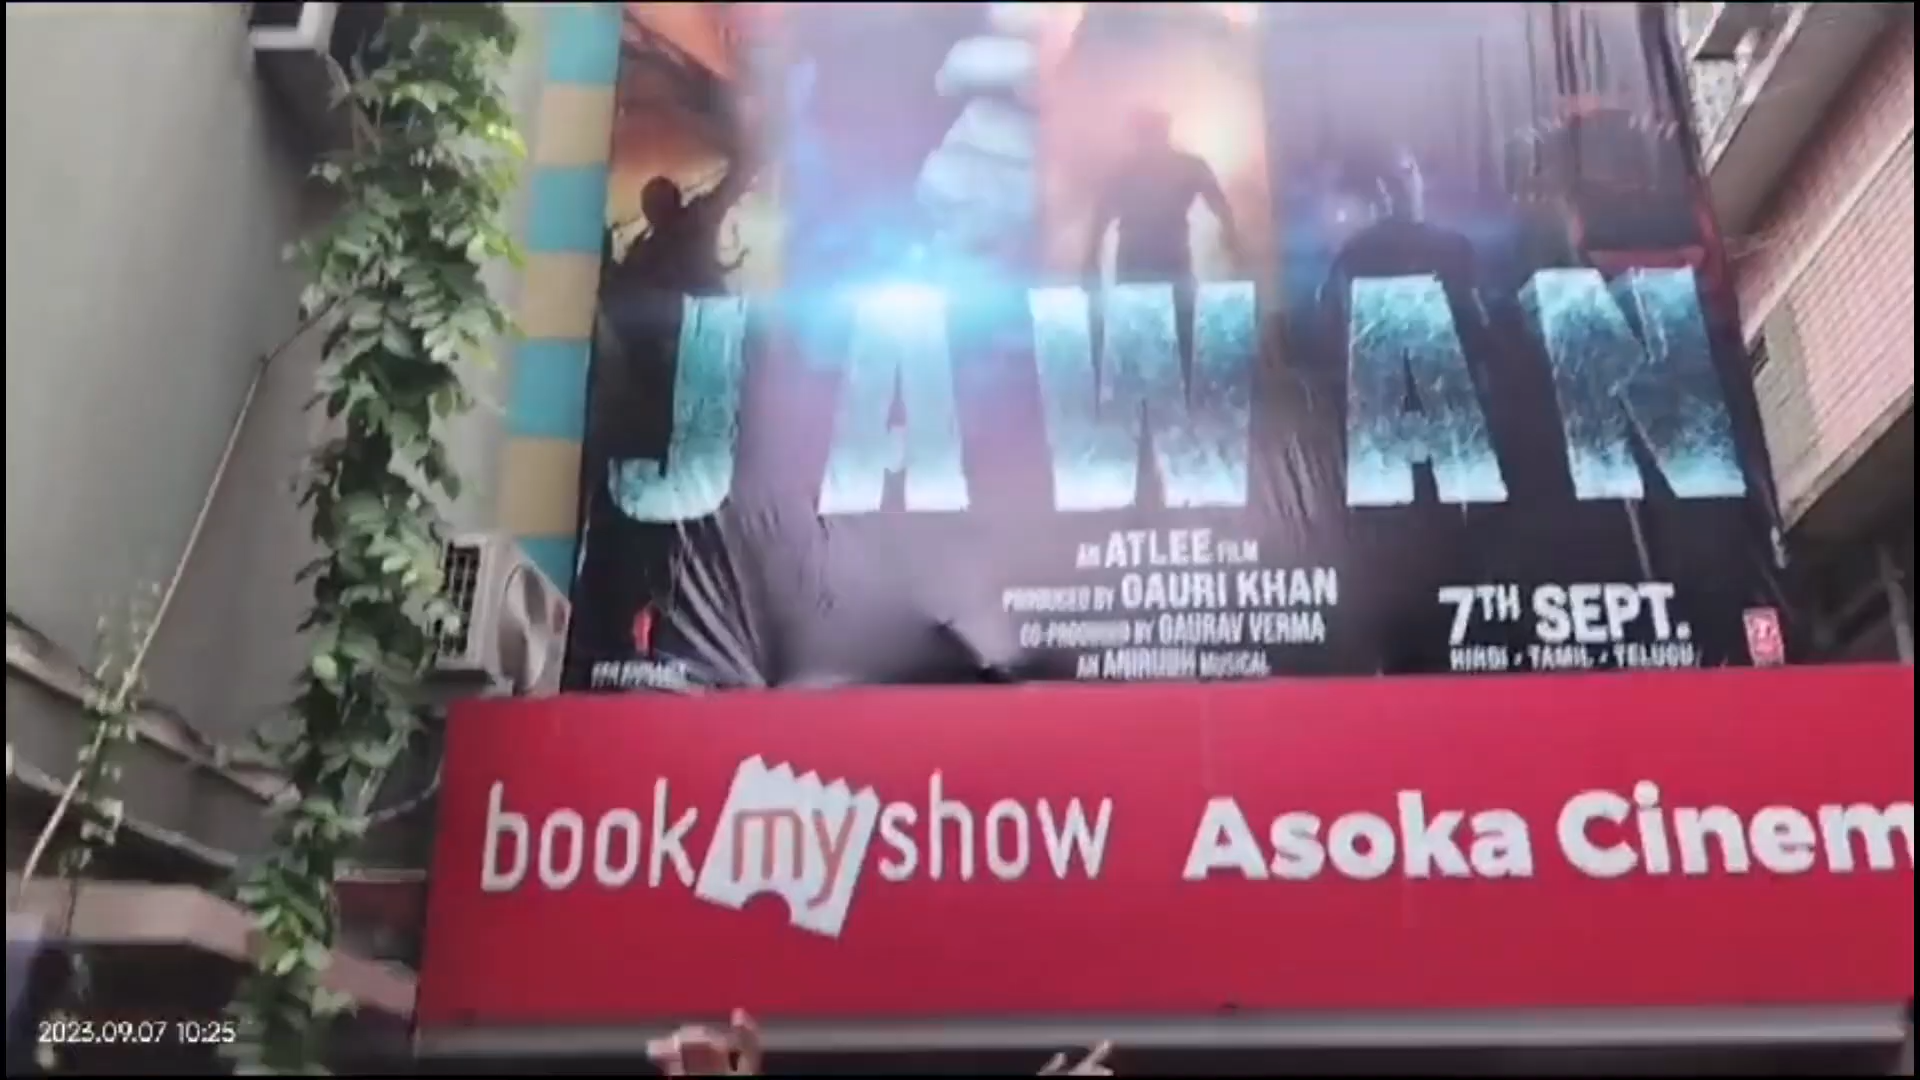 JAWAN
AN ATLEE FILM
PRODUCED BY GAURI KHAN
CO-PRODUCED BY GAURAV VERMA
AN ANIRUDH MUSICAL
7TH SEPT.
HINDI • TAMIL • TELUGU
bookmyshow Asoka Cinem
2023.09.07 10:25